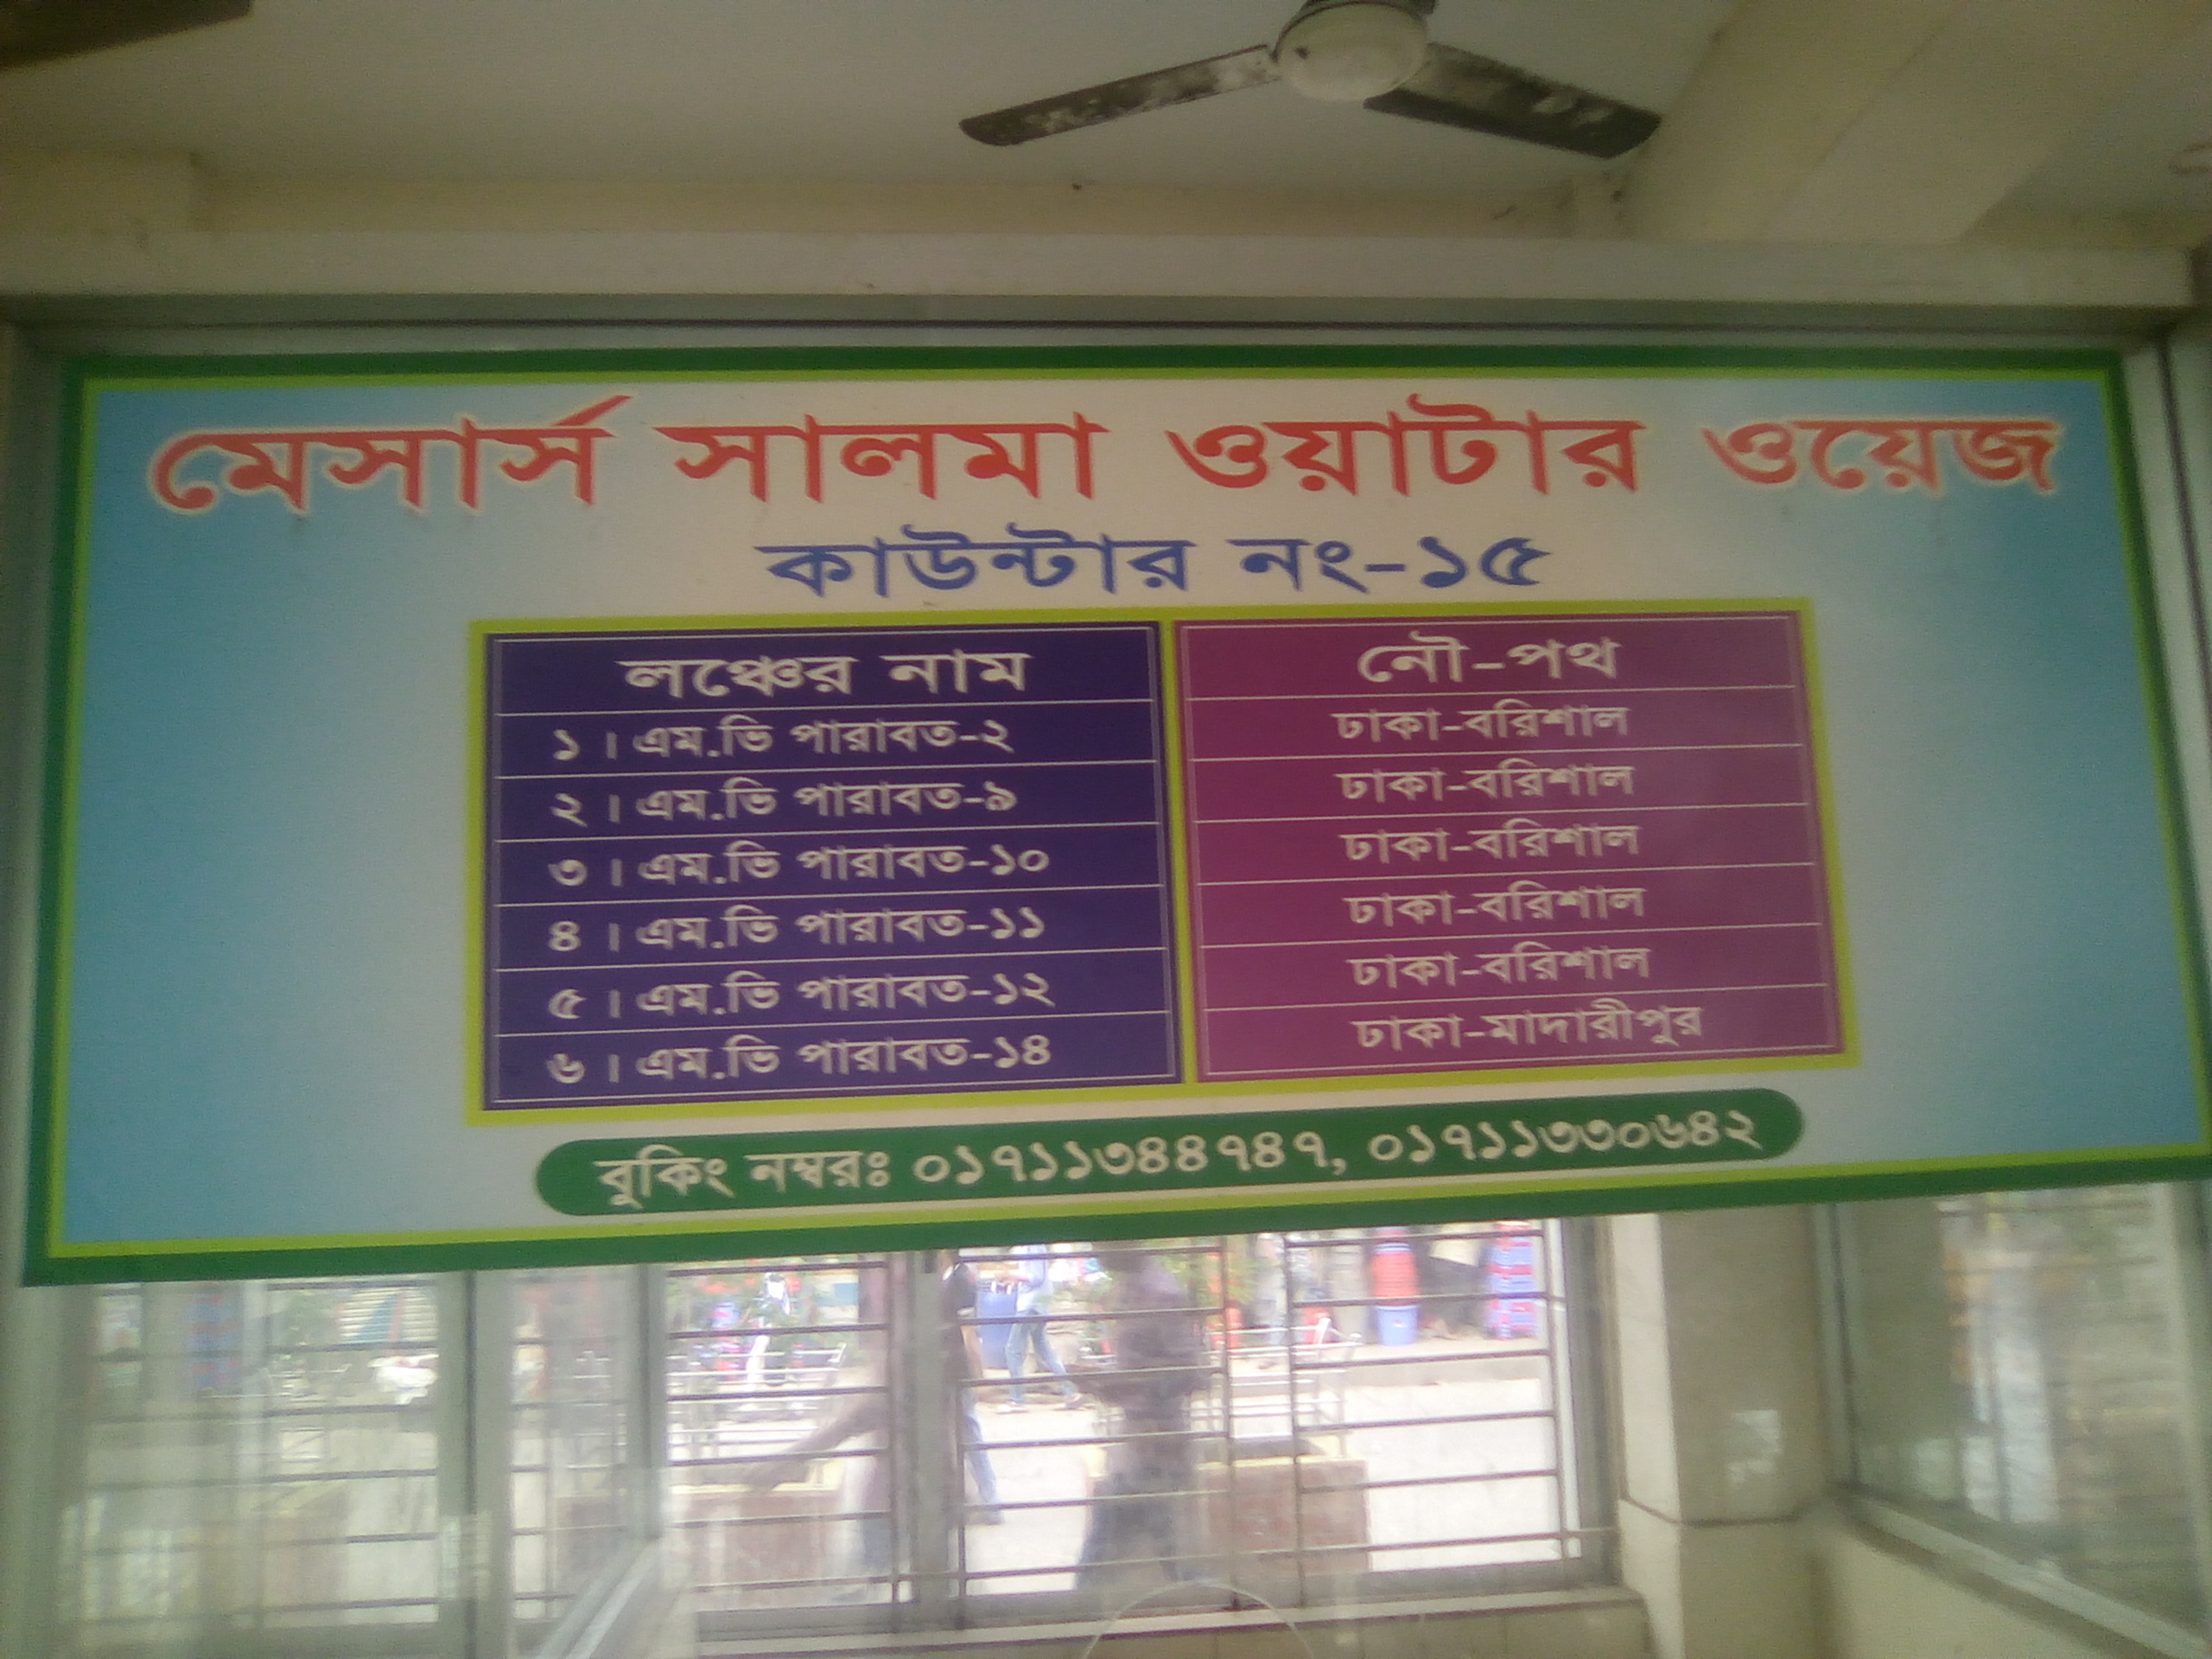 মেসার্স সালমা ওয়াটার ওয়েজ
কাউন্টার নং-১৫
লঞ্চের নাম নৌ-পথ
১ । এম.ভি পারাবত-২ ঢাকা-বরিশাল
২ । এম.ভি পারাবত-৯ ঢাকা-বরিশাল
৩ । এম.ভি পারাবত-১০ ঢাকা-বরিশাল
৪ । এম.ভি পারাবত-১১ ঢাকা-বরিশাল
৫ । এম.ভি পারাবত-১২ ঢাকা-বরিশাল
৬ । এম.ভি পারাবত-১৪ ঢাকা-মাদারীপুর
বুকিং নম্বরঃ ০১৭১১৩৪৪৭৪৭, ০১৭১১৩৩০৬৪২